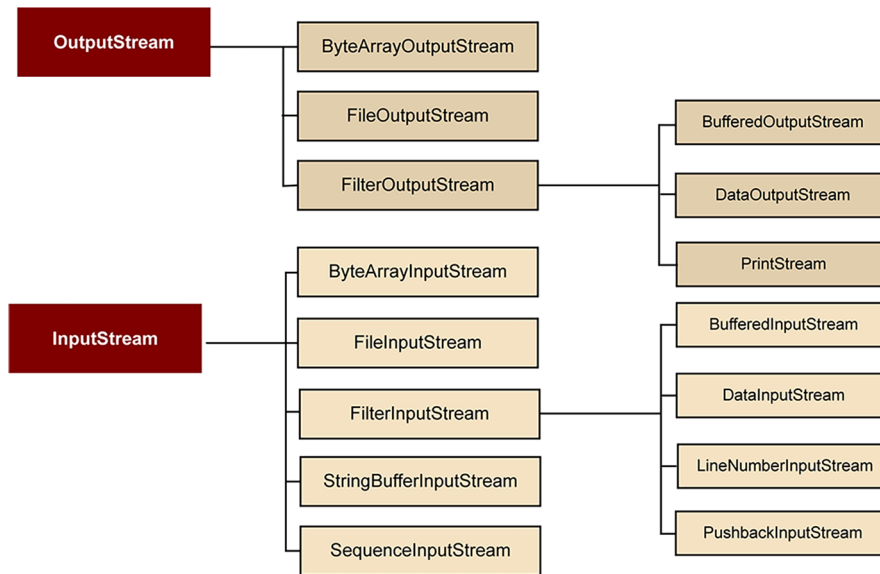 OutputStream
ByteArrayOutputStream
FileOutputStream
FilterOutputStream
BufferedOutputStream
DataOutputStream
PrintStream
InputStream
ByteArrayInputStream
FileInputStream
FilterInputStream
StringBufferInputStream
SequenceInputStream
BufferedInputStream
DataInputStream
LineNumberInputStream
PushbackInputStream